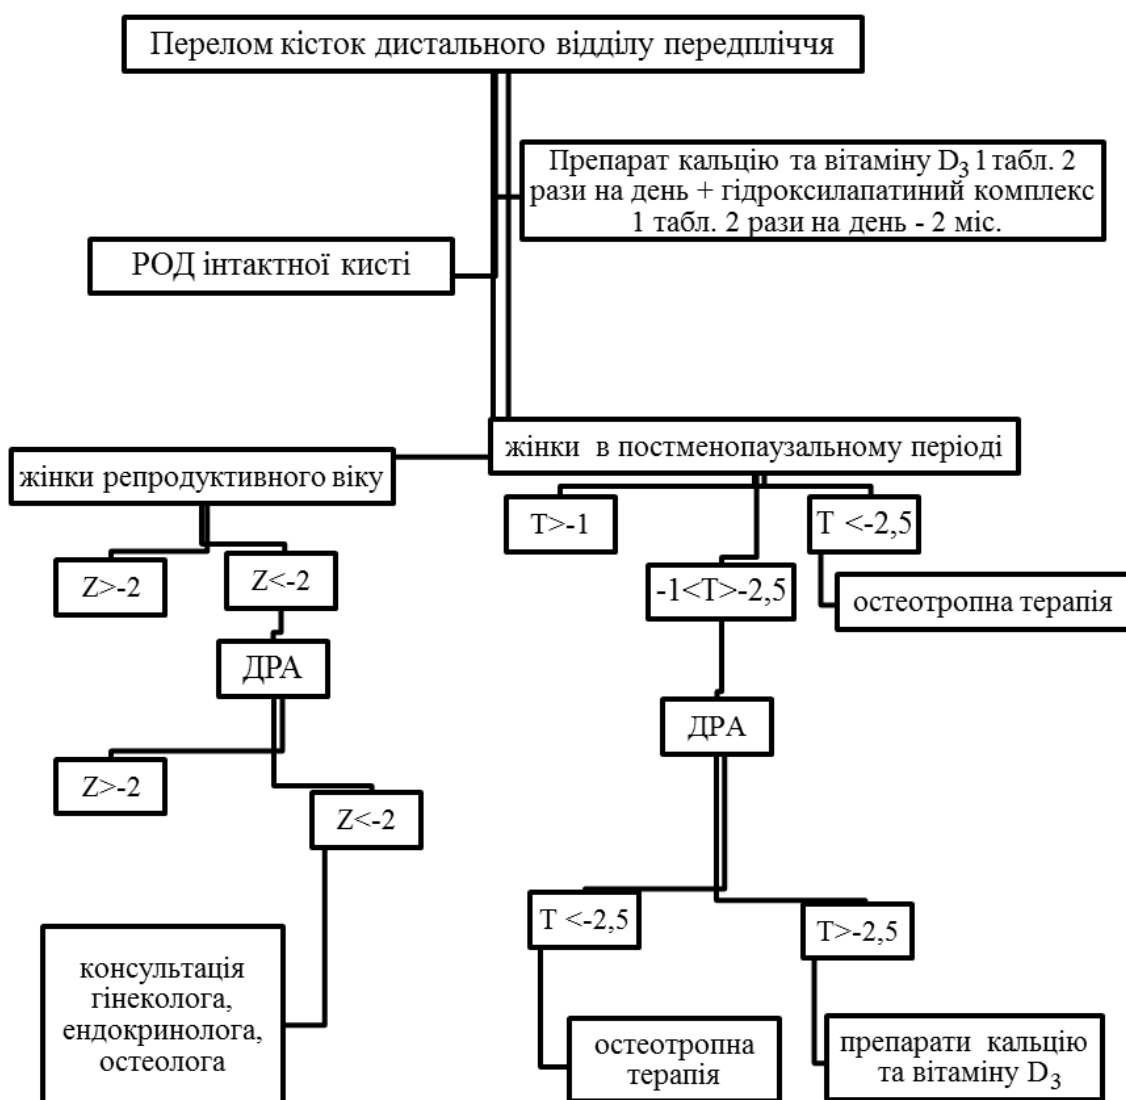 Перелом кісток дистального відділу передпліччя
Препарат кальцію та вітаміну D₃ 1 табл. 2
рази на день + гідроксилапатиний комплекс
1 табл. 2 рази на день - 2 міс.
РОД інтактної кисті
жінки в постменопаузальному періоді
жінки репродуктивного віку
T>-1
T <-2,5
Z>-2
Z<-2
-1<T>-2,5
остеотропна терапія
ДРА
ДРА
Z>-2
Z<-2
T <-2,5
T>-2,5
консультація
гінеколога,
ендокринолога,
остеолога
остеотропна
терапія
препарати кальцію
та вітаміну D₃